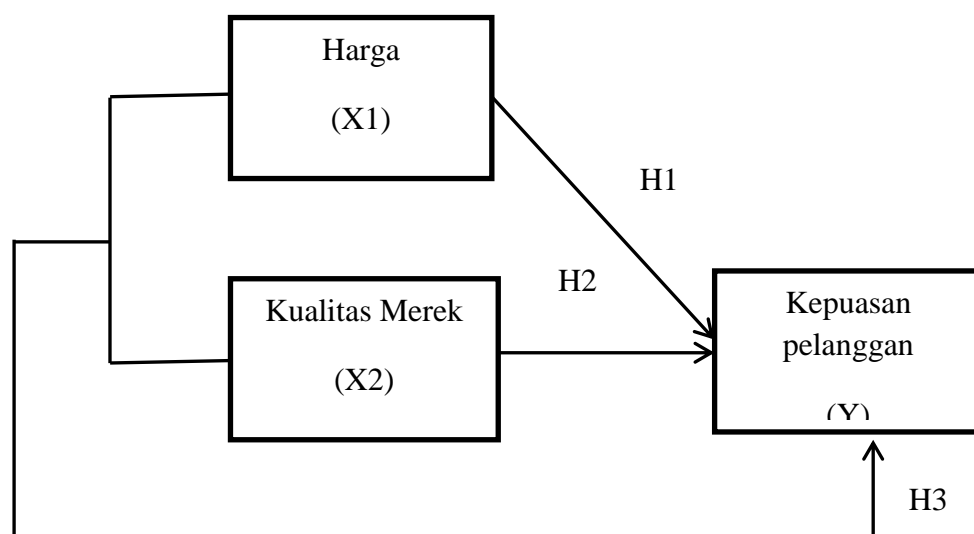 Harga
(X1)
H1
H2
Kualitas Merek
(X2)
Kepuasan
pelanggan
(Y)
H3